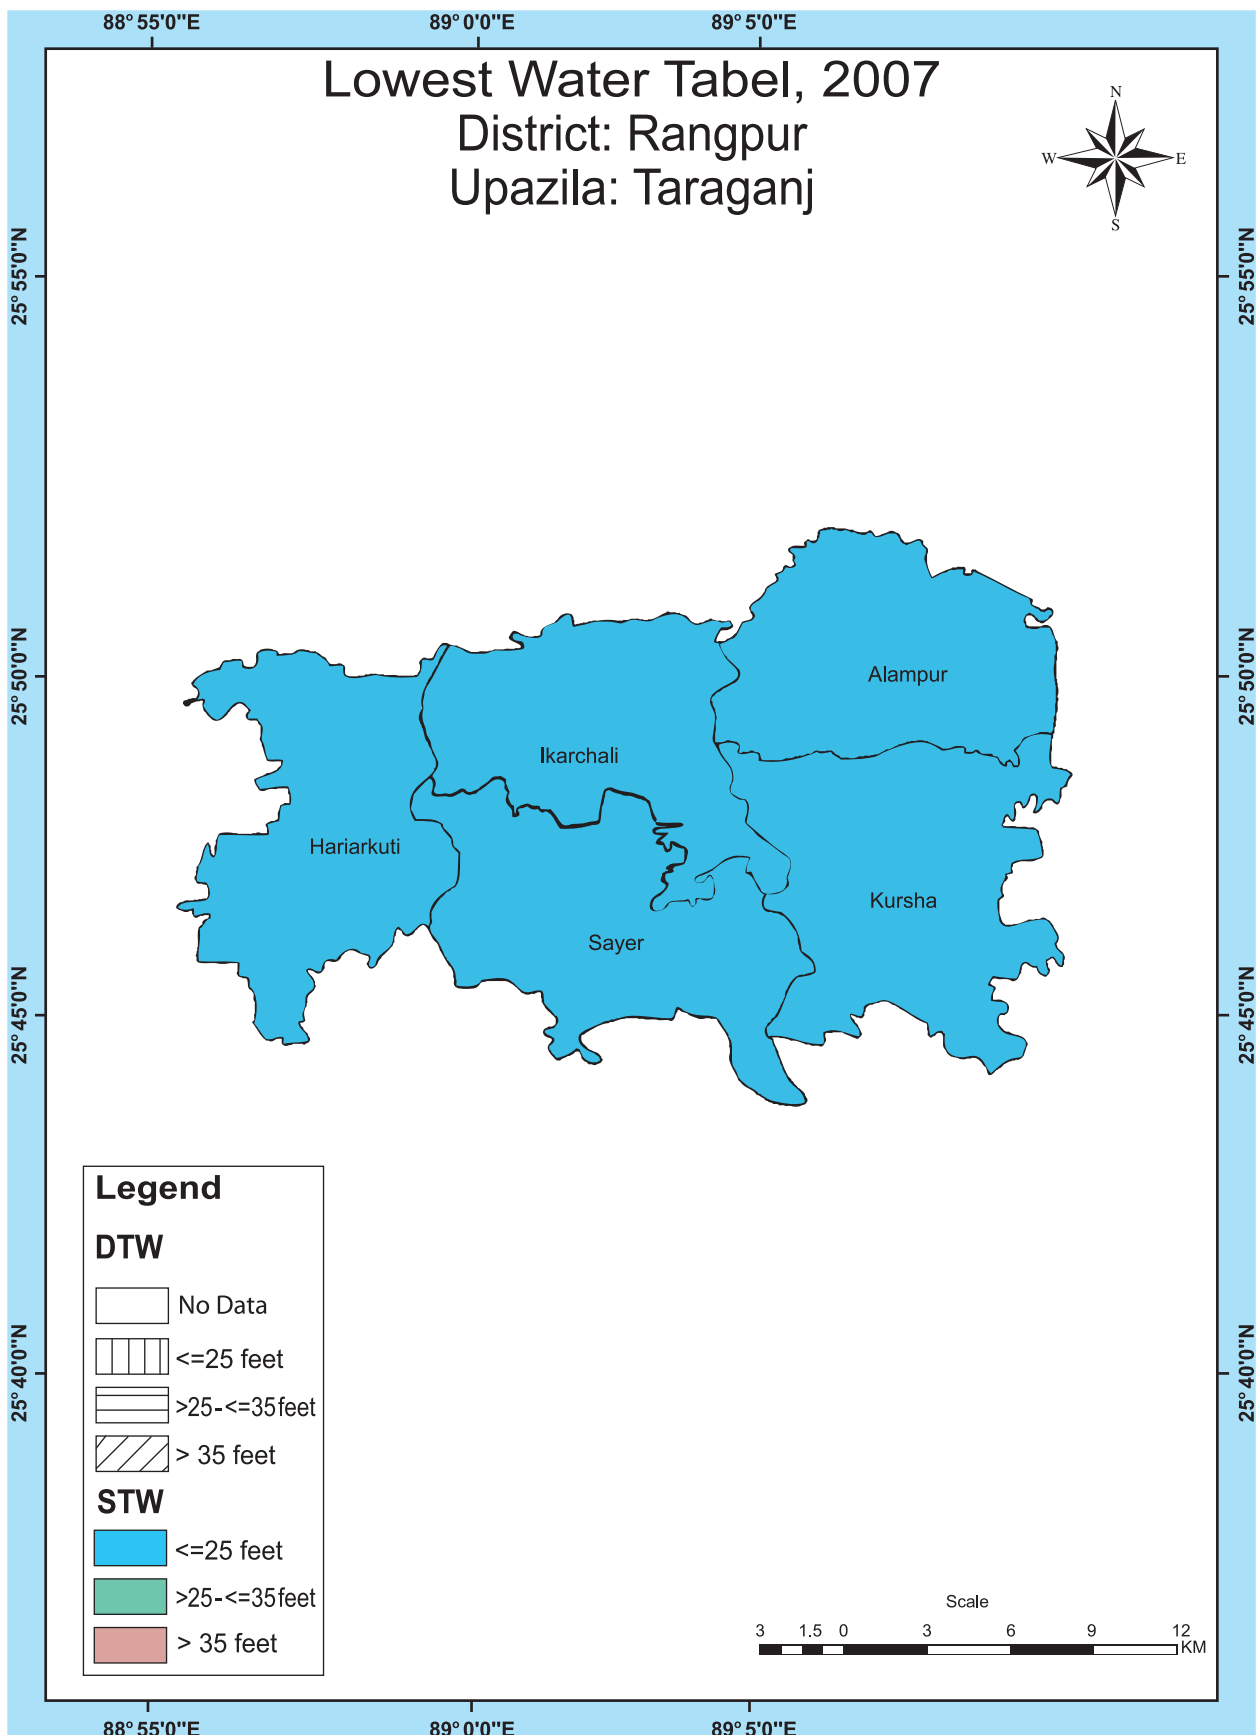 88° 55'0"E 89° 0'0"E 89° 5'0"E
Lowest Water Tabel, 2007
District: Rangpur
Upazila: Taraganj
N
W E
S
25° 55'0"N 25° 55'0"N
25° 50'0"N 25° 50'0"N
Alampur
Ikarchali
Hariarkuti
Kursha
Sayer
25° 45'0"N 25° 45'0"N
Legend
DTW
No Data
<=25 feet
>25-<=35feet
> 35 feet
STW
<=25 feet
>25-<=35feet
> 35 feet
25° 40'0"N 25° 40'0"N
Scale
3 1.5 0 3 6 9 12
KM
88° 55'0"E 89° 0'0"E 89° 5'0"E